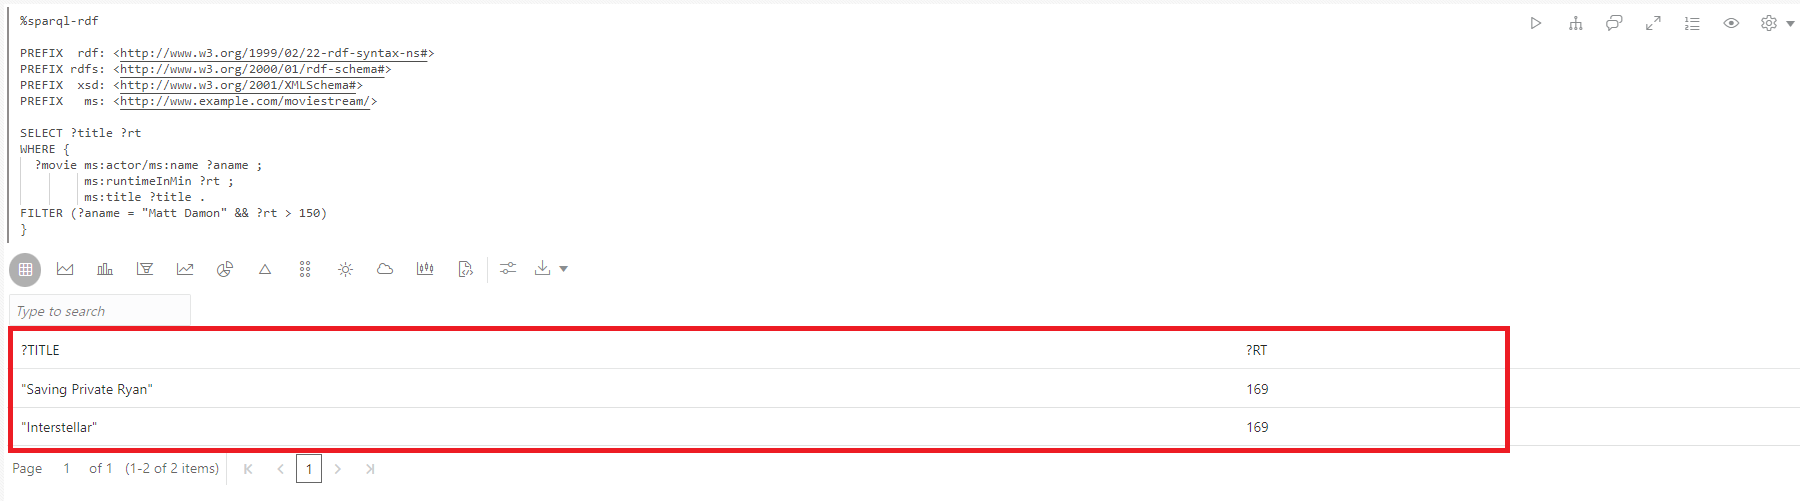 %sparql-rdf
PREFIX  rdf: <http://www.w3.org/1999/02/22-rdf-syntax-ns#>
PREFIX rdfs: <http://www.w3.org/2000/01/rdf-schema#>
PREFIX  xsd: <http://www.w3.org/2001/XMLSchema#>
PREFIX   ms: <http://www.example.com/moviestream/>
SELECT ?title ?rt
WHERE {
?movie ms:actor/ms:name ?aname ;
ms:runtimeInMin ?rt ;
ms:title ?title .
FILTER (?aname = "Matt Damon" && ?rt > 150)
}
Type to search
?TITLE ?RT
"Saving Private Ryan" 169
"Interstellar" 169
Page 1 of 1 (1-2 of 2 items) 1